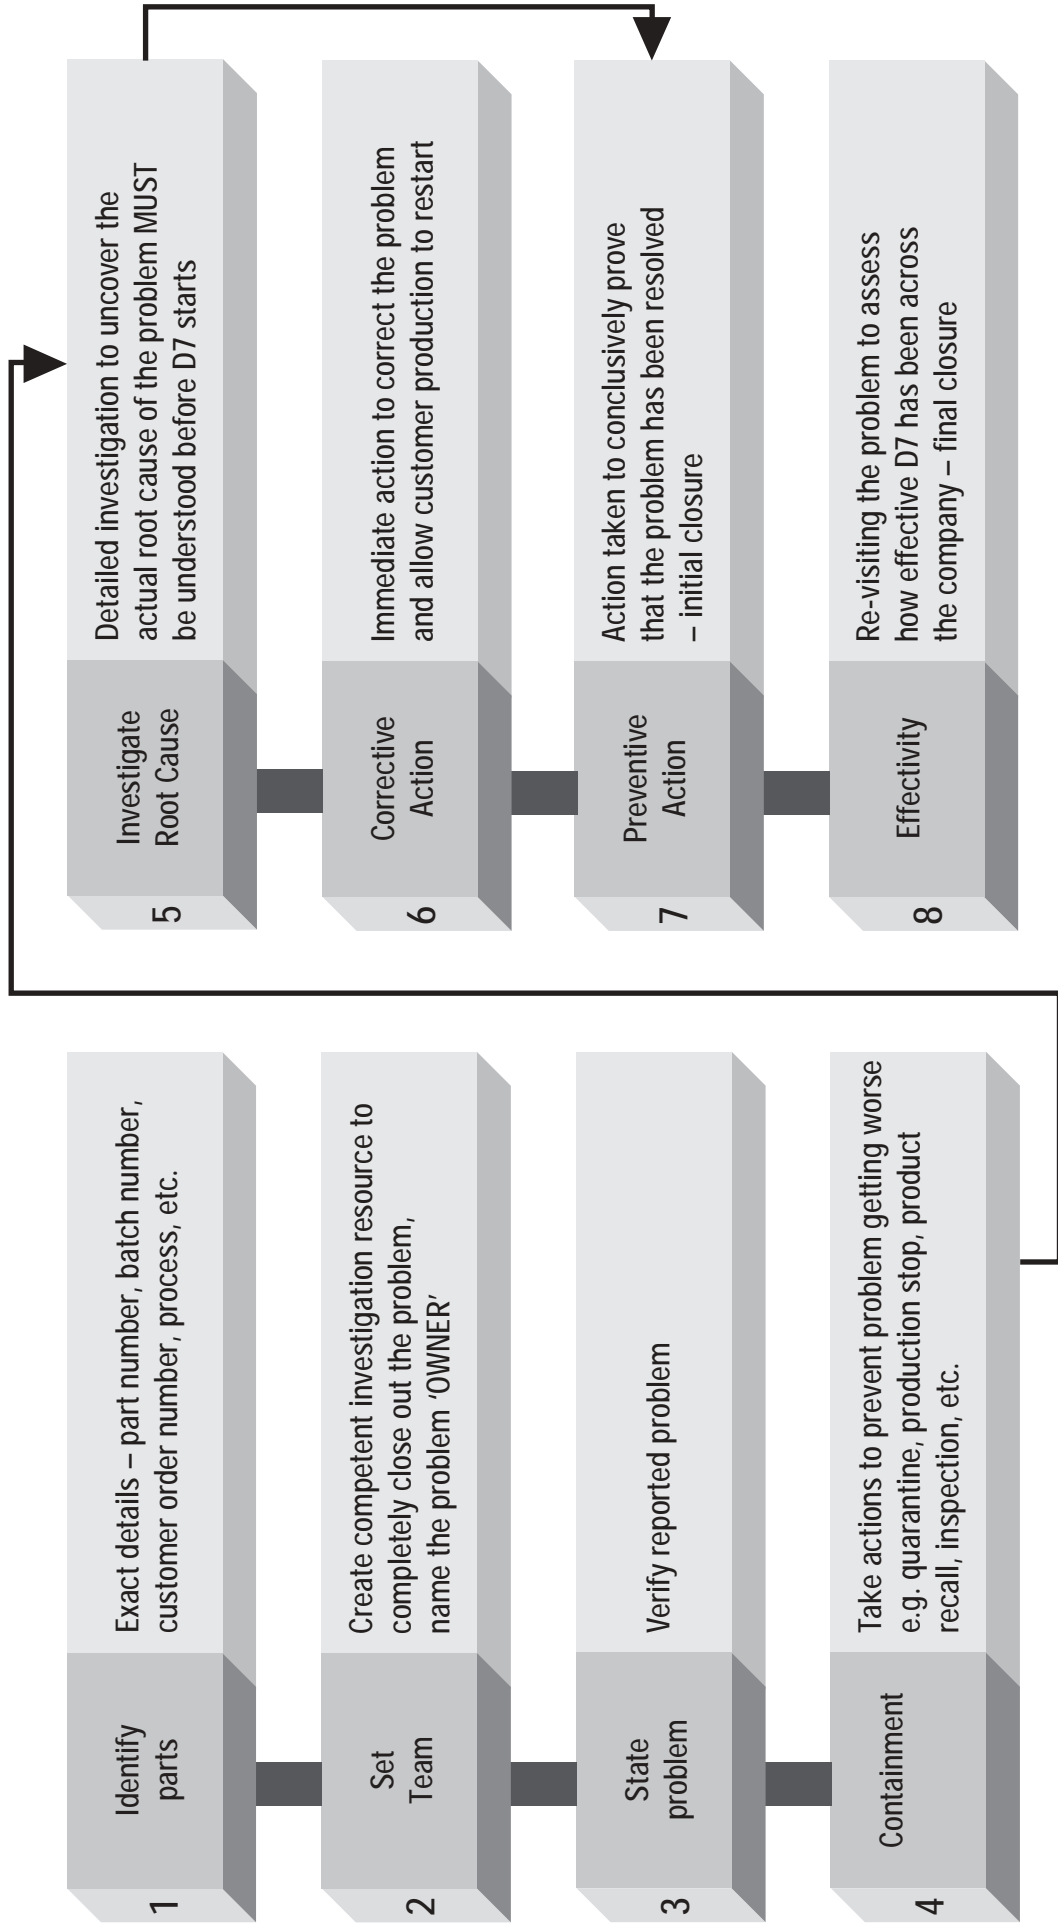 1
Identify
parts
Exact details – part number, batch number,
customer order number, process, etc.
2
Set
Team
Create competent investigation resource to
completely close out the problem,
name the problem ‘OWNER’
3
State
problem
Verify reported problem
4
Containment
Take actions to prevent problem getting worse
e.g. quarantine, production stop, product
recall, inspection, etc.
5
Investigate
Root Cause
Detailed investigation to uncover the
actual root cause of the problem MUST
be understood before D7 starts
6
Corrective
Action
Immediate action to correct the problem
and allow customer production to restart
7
Preventive
Action
Action taken to conclusively prove
that the problem has been resolved
– initial closure
8
Effectivity
Re-visiting the problem to assess
how effective D7 has been across
the company – final closure